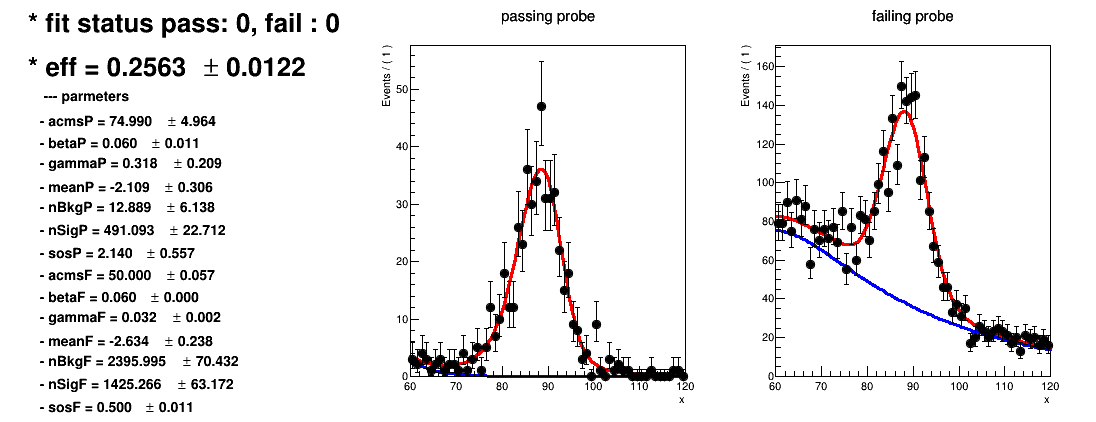 * fit status pass: 0, fail : 0
* eff = 0.2563 ± 0.0122
--- parmeters
- acmsP = 74.990 ± 4.964
- betaP = 0.060 ± 0.011
- gammaP = 0.318 ± 0.209
- meanP = -2.109 ± 0.306
- nBkgP = 12.889 ± 6.138
- nSigP = 491.093 ± 22.712
- sosP = 2.140 ± 0.557
- acmsF = 50.000 ± 0.057
- betaF = 0.060 ± 0.000
- gammaF = 0.032 ± 0.002
- meanF = -2.634 ± 0.238
- nBkgF = 2395.995 ± 70.432
- nSigF = 1425.266 ± 63.172
- sosF = 0.500 ± 0.011
passing probe
Events / ( 1 )
50
40
30
20
10
0
60 70 80 90 100 110 120
x
failing probe
Events / ( 1 )
160
140
120
100
80
60
40
20
0
60 70 80 90 100 110 120
x